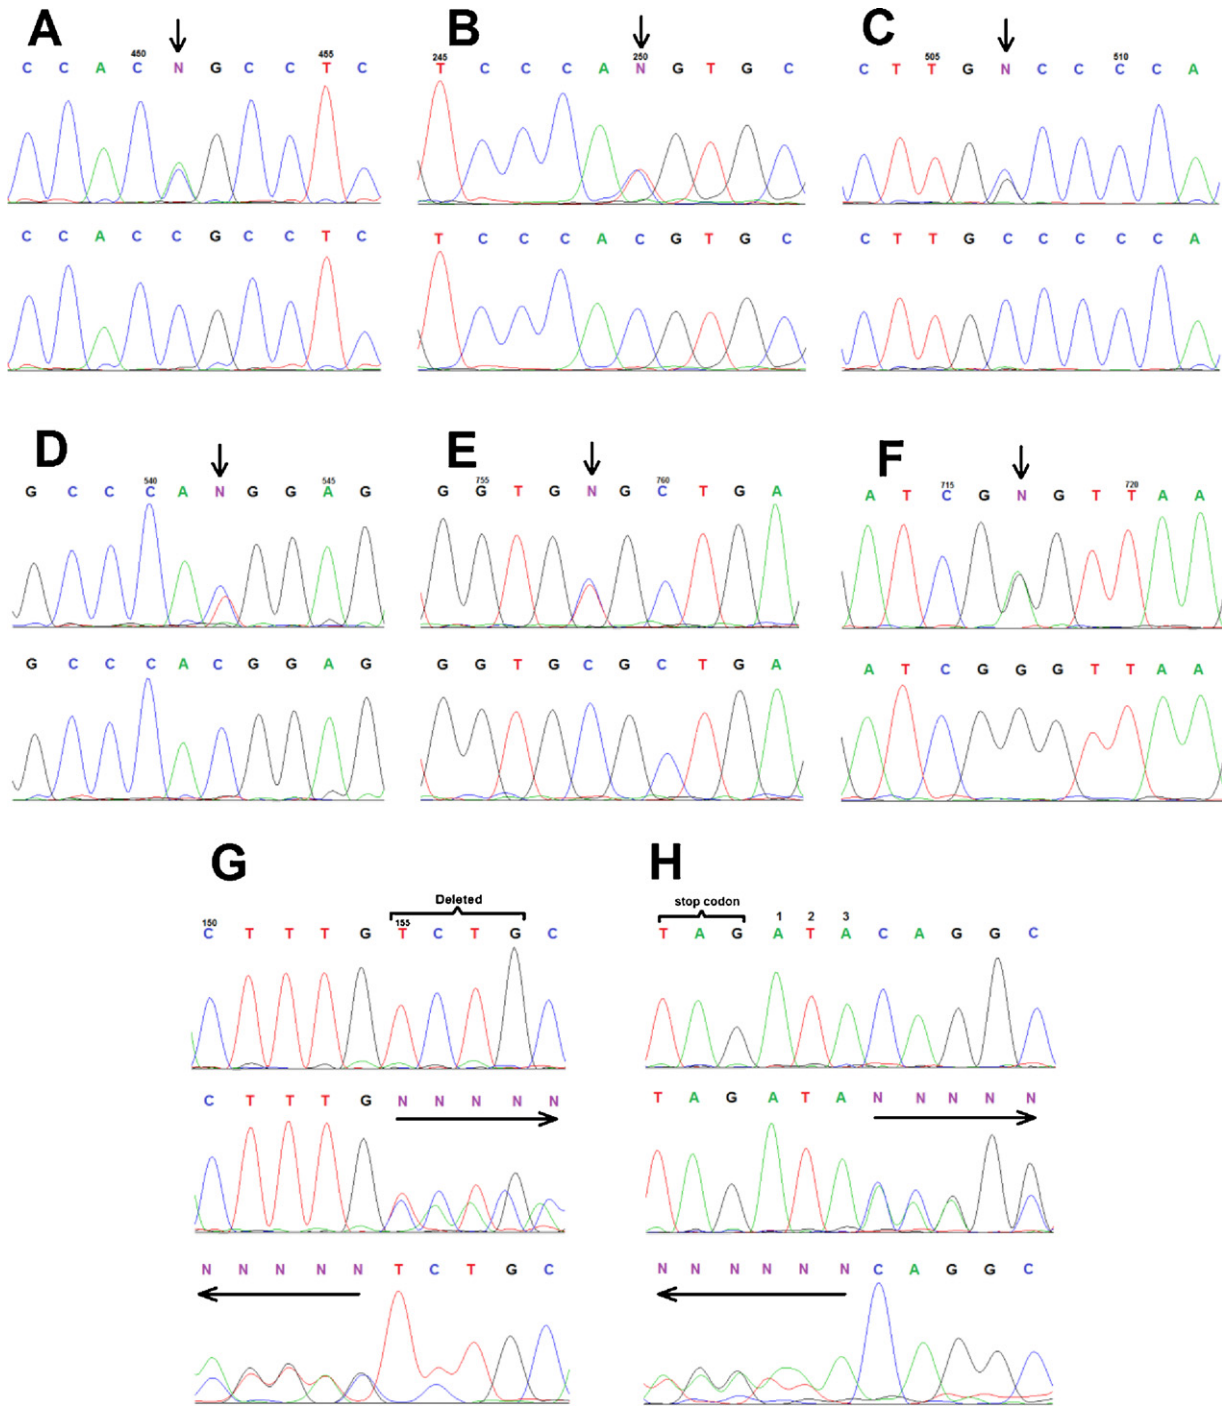 A
B
C
450
455
C C A C N G C C T C
245
250
T C C C A N G T G C
505
510
C T T G N C C C C A
C C A C C G C C T C
T C C C A C G T G C
C T T G C C C C C A
D
E
F
540
545
G C C C A N G G A G
755
760
G G T G N G C T G A
715
720
A T C G N G T T A A
G C C C A C G G A G
G G T G C G C T G A
A T C G G G T T A A
G
H
Deleted
stop codon
150
155
1 2 3
C T T T G T C T G C
T A G A T A C A G G C
C T T T G N N N N N
T A G A T A N N N N N
N N N N N T C T G C
N N N N N N C A G G C